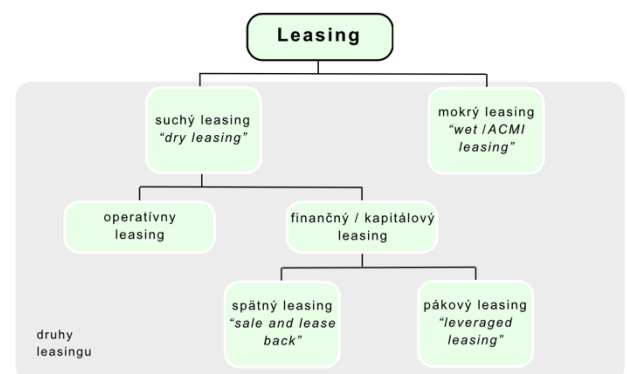 Leasing
suchý leasing
“dry leasing”
mokrý leasing
“wet /ACMI
leasing”
operatívny
leasing
finančný / kapitálový
leasing
spätný leasing
“sale and lease
back”
pákový leasing
“leveraged
leasing”
druhy
leasingu